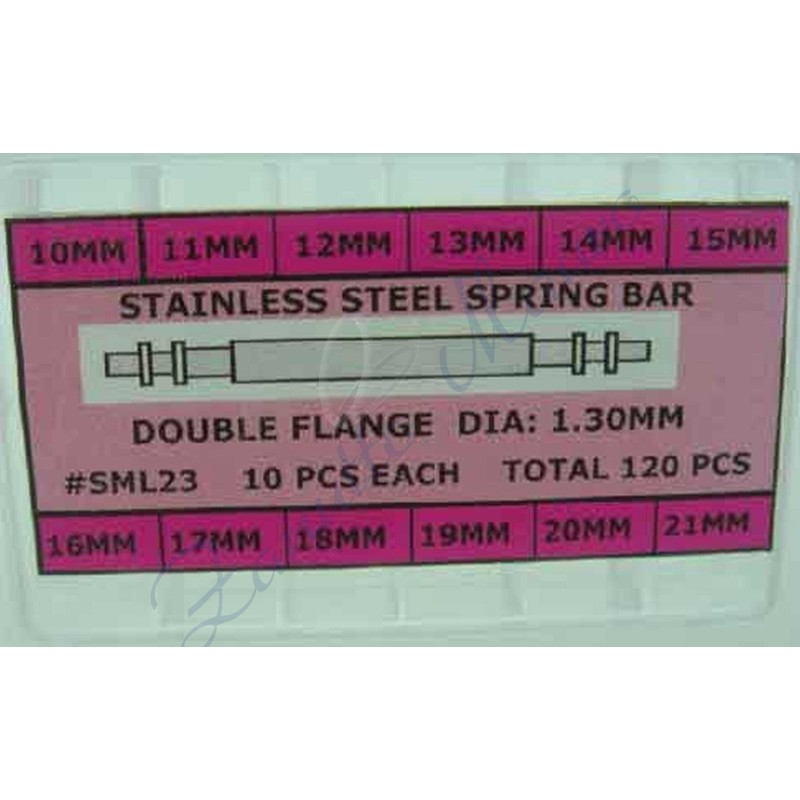 10MM 11MM 12MM 13MM 14MM 15MM
STAINLESS STEEL SPRING BAR
DOUBLE FLANGE DIA: 1.30MM
#SML23 10 PCS EACH TOTAL 120 PCS
16MM 17MM 18MM 19MM 20MM 21MM